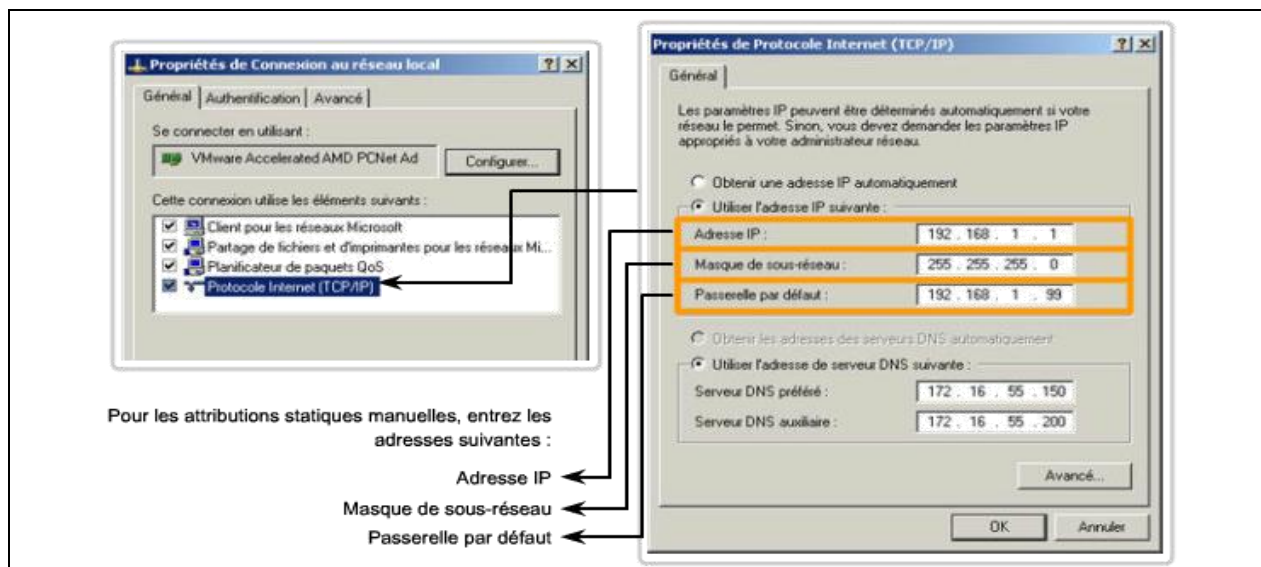 Propriétés de Connexion au réseau local
Général Authentification Avancé
Se connecter en utilisant :
VMware Accelerated AMD PCNet Ad
Configurer...
Cette connexion utilise les éléments suivants :
Client pour les réseaux Microsoft
Partage de fichiers et d'imprimantes pour les réseaux Mi...
Planificateur de paquets QoS
Protocole Internet (TCP/IP)
Pour les attributions statiques manuelles, entrez les
adresses suivantes :
Adresse IP
Masque de sous-réseau
Passerelle par défaut
Propriétés de Protocole Internet (TCP/IP)
Général
Les paramètres IP peuvent être déterminés automatiquement si votre
réseau le permet. Sinon, vous devez demander les paramètres IP
appropriés à votre administrateur réseau.
Obtenir une adresse IP automatiquement
Utiliser l'adresse IP suivante :
Adresse IP : 192 . 168 . 1 . 1
Masque de sous-réseau : 255 . 255 . 255 . 0
Passerelle par défaut : 192 . 168 . 1 . 99
Obtenir les adresses des serveurs DNS automatiquement
Utiliser l'adresse de serveur DNS suivante :
Serveur DNS préféré : 172 . 16 . 55 . 150
Serveur DNS auxiliaire : 172 . 16 . 55 . 200
Avancé...
OK Annuler